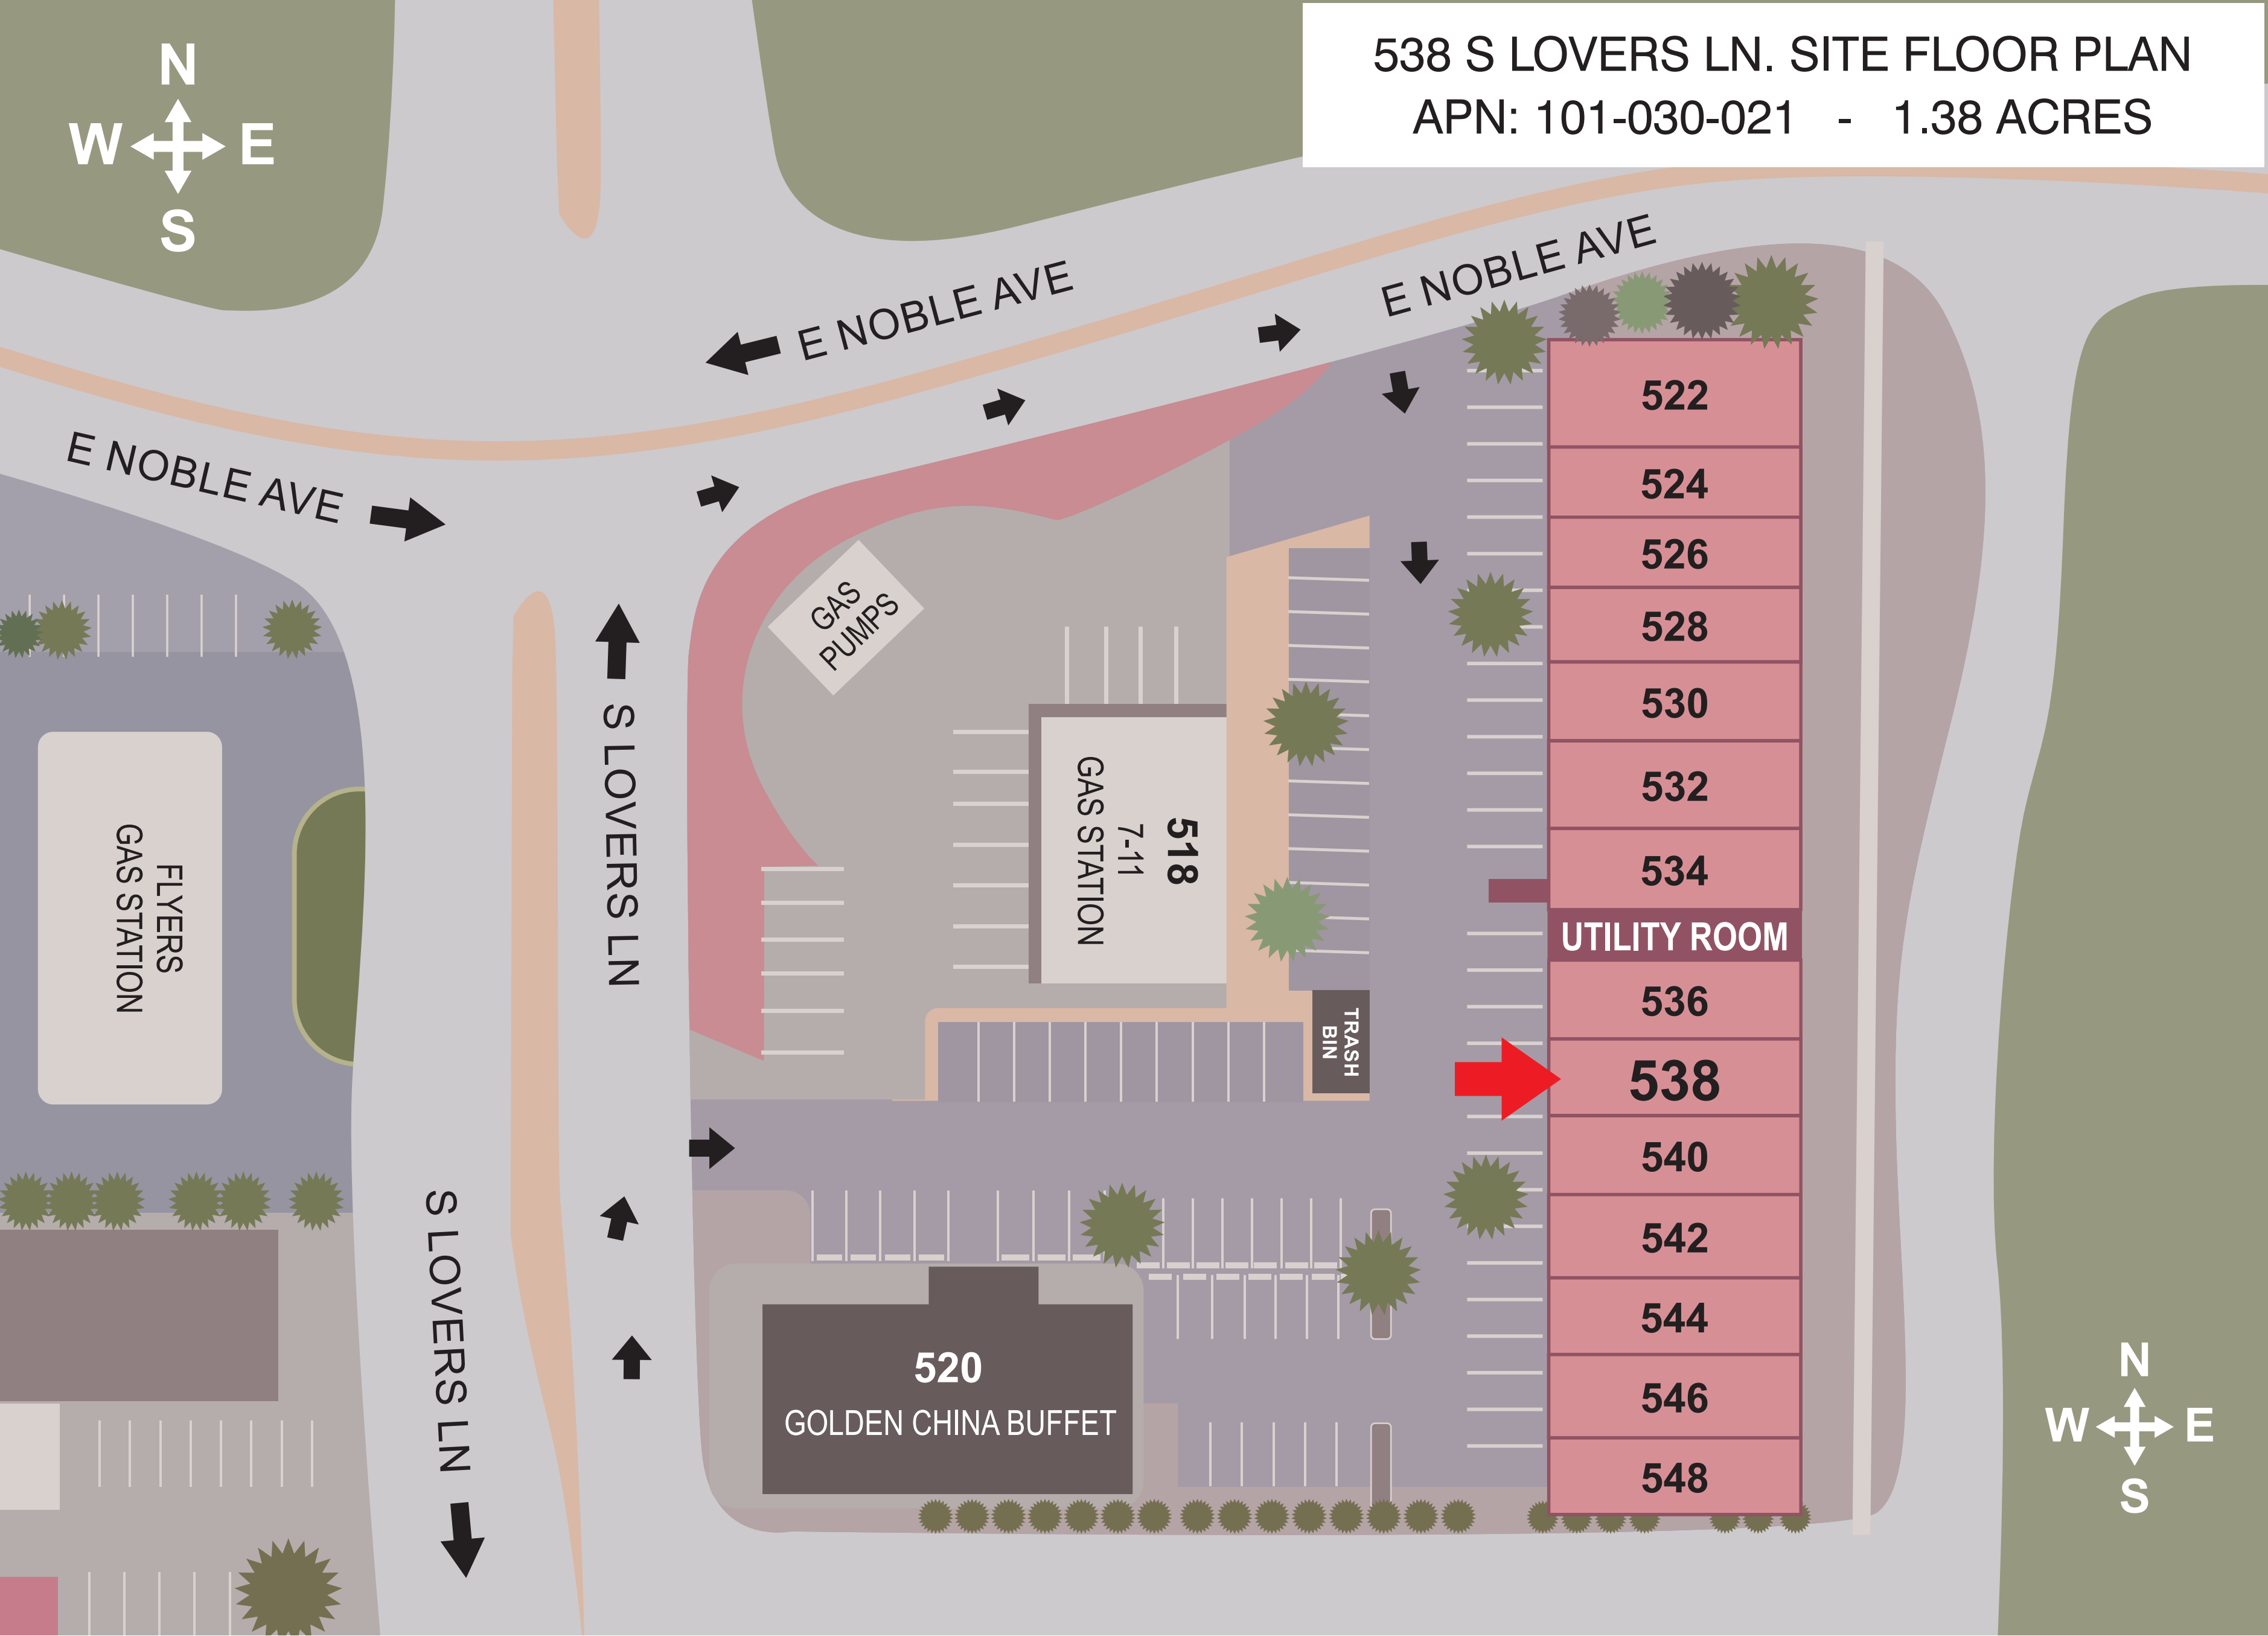 538 S LOVERS LN. SITE FLOOR PLAN
APN: 101-030-021 - 1.38 ACRES
N
W E
S
E NOBLE AVE
E NOBLE AVE
E NOBLE AVE
GAS
PUMPS
S LOVERS LN
S LOVERS LN
FLYERS
GAS STATION
518
7-11
GAS STATION
TRASH
BIN
520
GOLDEN CHINA BUFFET
522
524
526
528
530
532
534
UTILITY ROOM
536
538
540
542
544
546
548
N
W E
S